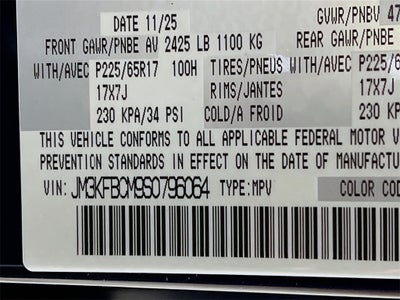 DATE 11/25 GVWR/PNBV 47
FRONT GAWR/PNBE AV 2425 LB 1100 KG REAR GAWR/PNBE
WITH/AVEC P225/65R17 100H TIRES/PNEUS WITH/AVEC P225/6
17X7J RIMS/JANTES 17X7J
230 KPA/34 PSI COLD/A FROID 230 KPA
THIS VEHICLE CONFORMS TO ALL APPLICABLE FEDERAL MOTOR V
PREVENTION STANDARDS IN EFFECT ON THE DATE OF MANUFA
VIN: JM3KFBCM9S0796064 TYPE:MPV COLOR COD